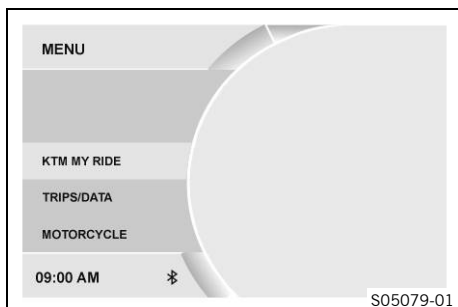 MENU
KTM MY RIDE
TRIPS/DATA
MOTORCYCLE
09:00 AM
S05079-01